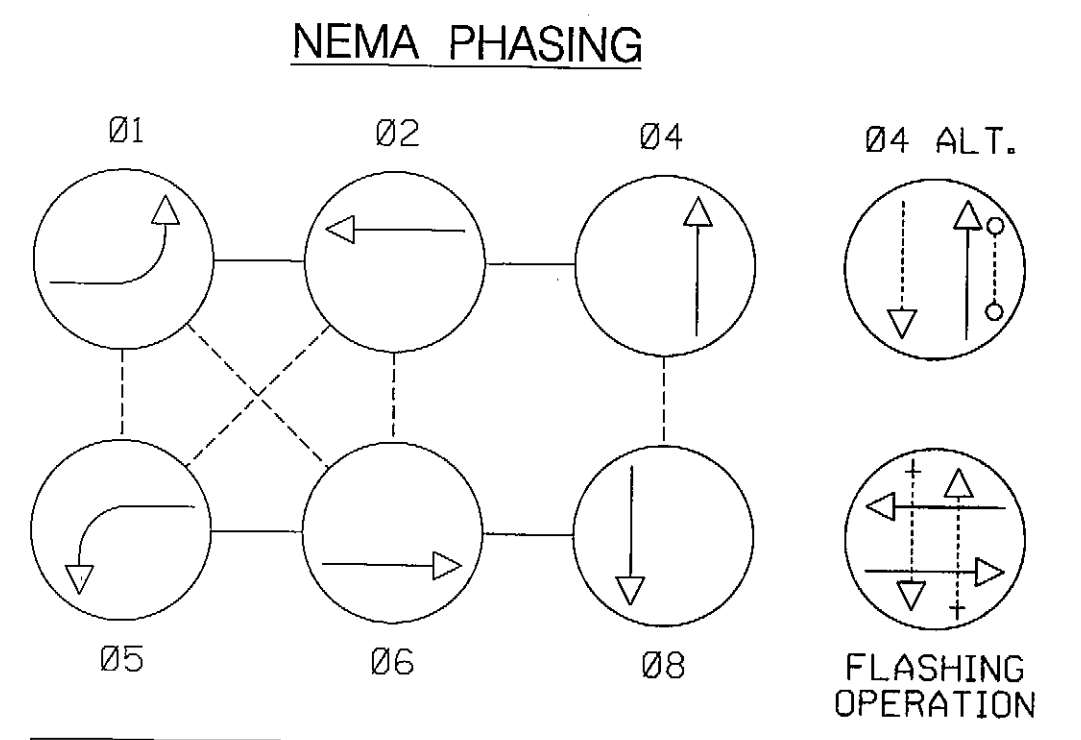 NEMA PHASING
Ø1
Ø2
Ø4
Ø4 ALT.
Ø5
Ø6
Ø8
FLASHING
OPERATION